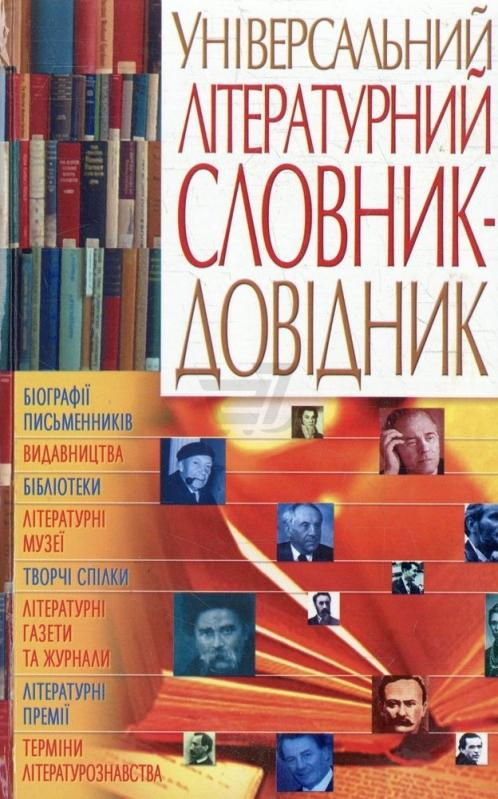 УНІВЕРСАЛЬНИЙ
ЛІТЕРАТУРНИЙ
СЛОВНИК-
ДОВІДНИК
БІОГРАФІЇ
ПИСЬМЕННИКІВ
ВИДАВНИЦТВА
БІБЛІОТЕКИ
ЛІТЕРАТУРНІ
МУЗЕЇ
ТВОРЧІ СПІЛКИ
ЛІТЕРАТУРНІ
ГАЗЕТИ
ТА ЖУРНАЛИ
ЛІТЕРАТУРНІ
ПРЕМІЇ
ТЕРМІНИ
ЛІТЕРАТУРОЗНАВСТВА